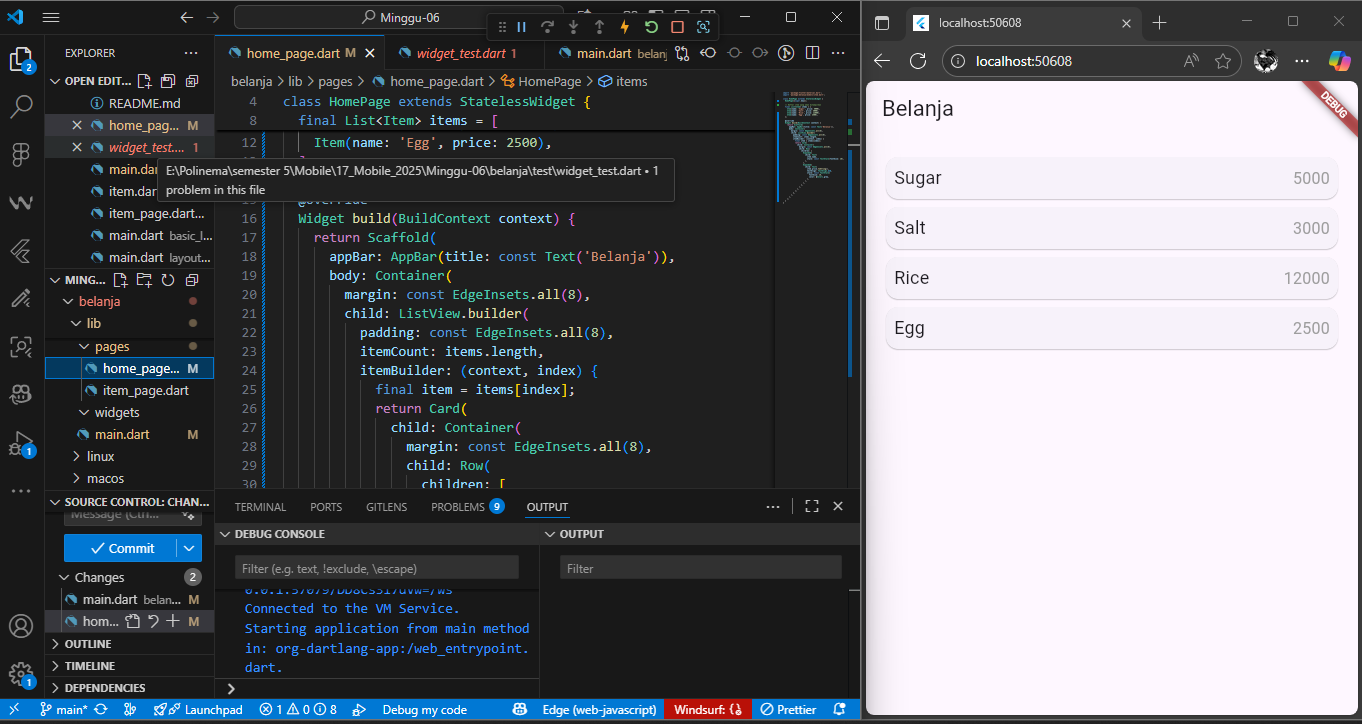 Minggu-06
EXPLORER
OPEN EDIT...
README.md
home_pag... M
widget_test.... 1
main.dar
item.dar
item_page.dart...
main.dart basic_l...
main.dart layout...
MING...
belanja
lib
pages
home_page... M
item_page.dart
widgets
main.dart M
linux
macos
SOURCE CONTROL: CHAN...
Message (Ctrl...
Commit
Changes 2
main.dart belan... M
hom... M
OUTLINE
TIMELINE
DEPENDENCIES
2
1
1
home_page.dart M
widget_test.dart 1
main.dart belanj
belanja > lib > pages > home_page.dart > HomePage > items
4 class HomePage extends StatelessWidget {
8 final List<Item> items = [
12 Item(name: 'Egg', price: 2500),
E:\Polinema\semester 5\Mobile\17_Mobile_2025\Minggu-06\belanja\test\widget_test.dart • 1
problem in this file
@override
16 Widget build(BuildContext context) {
17 return Scaffold(
18 appBar: AppBar(title: const Text('Belanja')),
19 body: Container(
20 margin: const EdgeInsets.all(8),
21 child: ListView.builder(
22 padding: const EdgeInsets.all(8),
23 itemCount: items.length,
24 itemBuilder: (context, index) {
25 final item = items[index];
26 return Card(
27 child: Container(
28 margin: const EdgeInsets.all(8),
29 child: Row(
30 children: [
TERMINAL PORTS GITLENS PROBLEMS 9 OUTPUT
DEBUG CONSOLE
Filter (e.g. text, !exclude, \escape)
Connected to the VM Service.
Starting application from main method
in: org-dartlang-app:/web_entrypoint.
dart.
OUTPUT
Filter
main* Launchpad 1 0 8 Debug my code Edge (web-javascript) Windsurf: {} Prettier
localhost:50608
localhost:50608
Belanja
DEBUG
Sugar 5000
Salt 3000
Rice 12000
Egg 2500